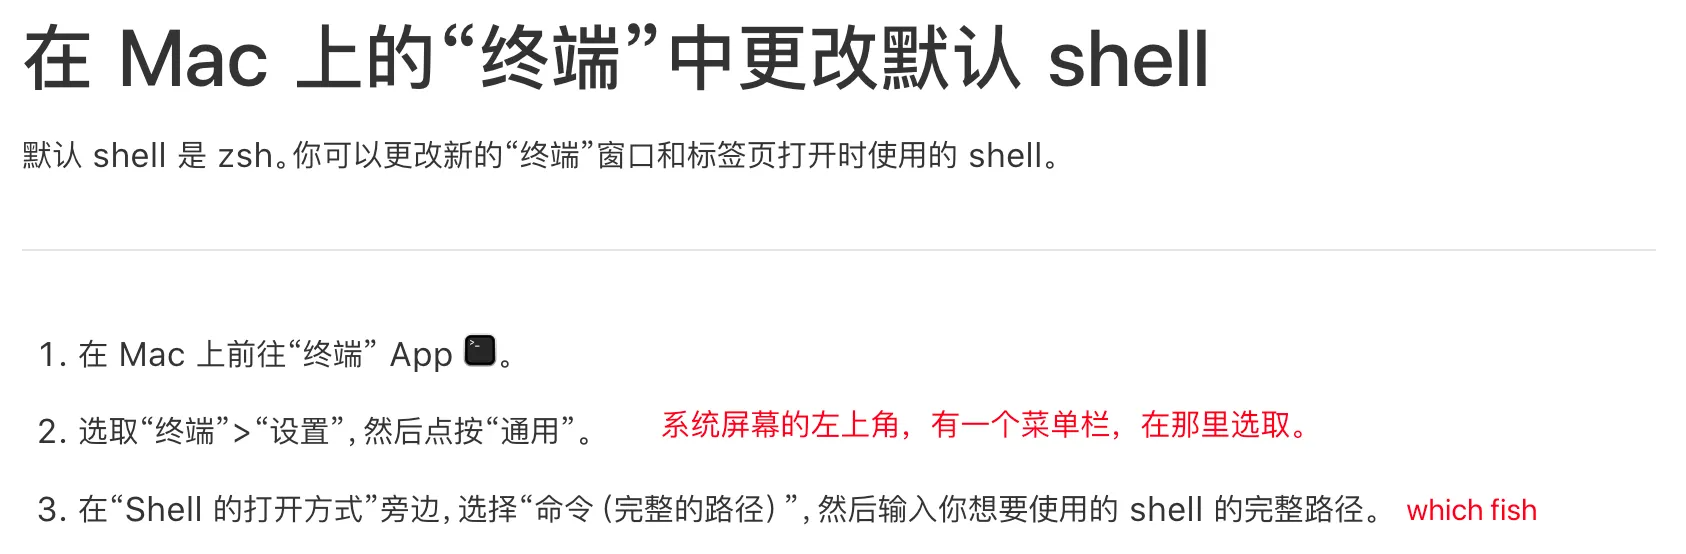 在 Mac 上的“终端”中更改默认 shell
默认 shell 是 zsh。你可以更改新的“终端”窗口和标签页打开时使用的 shell。
1. 在 Mac 上前往“终端” App 。
2. 选取“终端”>“设置”，然后点按“通用”。 系统屏幕的左上角，有一个菜单栏，在那里选取。
3. 在“Shell 的打开方式”旁边，选择“命令（完整的路径）”，然后输入你想要使用的 shell 的完整路径。 which fish